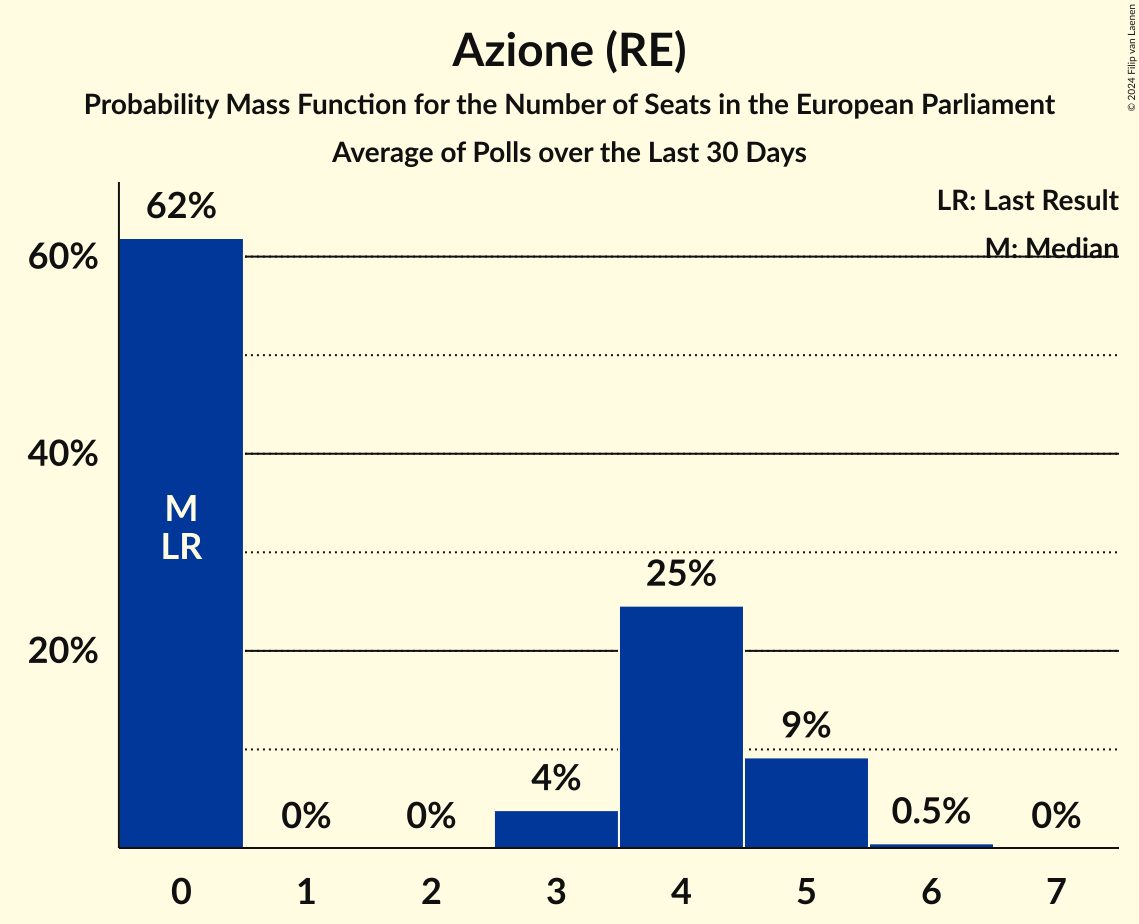 Azione (RE)
Probability Mass Function for the Number of Seats in the European Parliament
Average of Polls over the Last 30 Days
© 2024 Filip van Laenen
LR: Last Result
M: Median
62%
60%
40%
20%
M
LR
0%
0%
4%
25%
9%
0.5%
0%
0 1 2 3 4 5 6 7